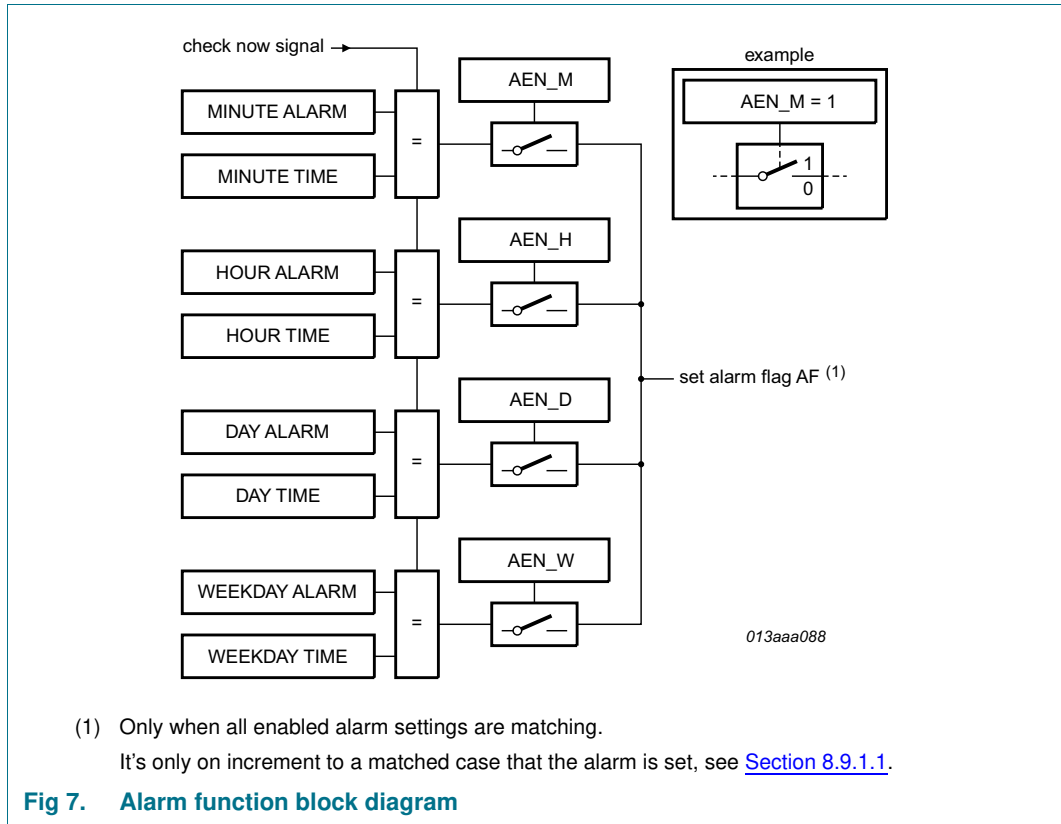 check now signal
example
AEN_M
AEN_M = 1
MINUTE ALARM
=
1
MINUTE TIME
0
AEN_H
HOUR ALARM
=
HOUR TIME
set alarm flag AF (1)
AEN_D
DAY ALARM
=
DAY TIME
AEN_W
WEEKDAY ALARM
=
013aaa088
WEEKDAY TIME
(1) Only when all enabled alarm settings are matching.
It's only on increment to a matched case that the alarm is set, see Section 8.9.1.1.
Fig 7. Alarm function block diagram